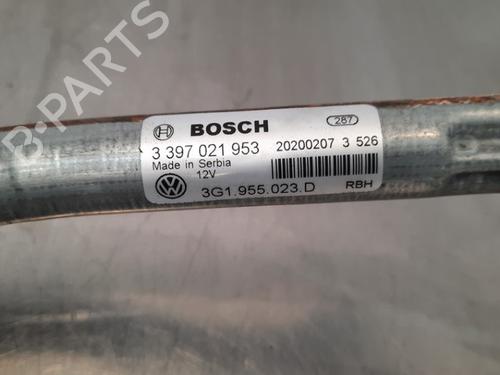 B-PARTS
BOSCH
287
3 397 021 953 20200207 3 526
Made in Serbia
12V
3G1.955.023.D RBH